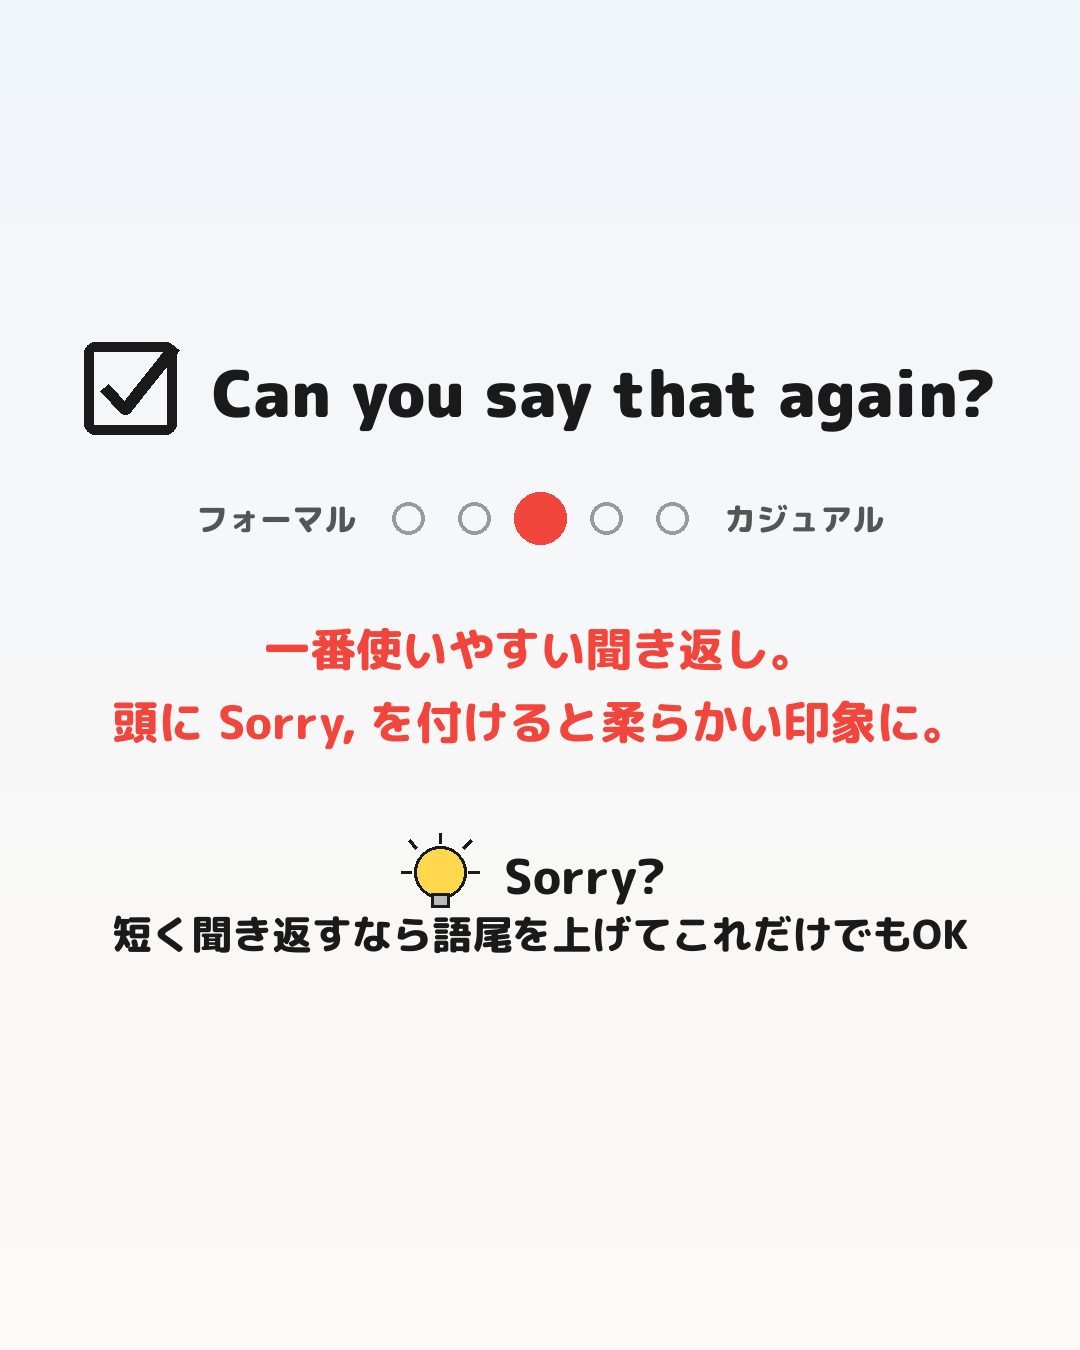 Can you say that again?
フォーマル カジュアル
一番使いやすい聞き返し。
頭に Sorry, を付けると柔らかい印象に。
Sorry?
短く聞き返すなら語尾を上げてこれだけでもOK